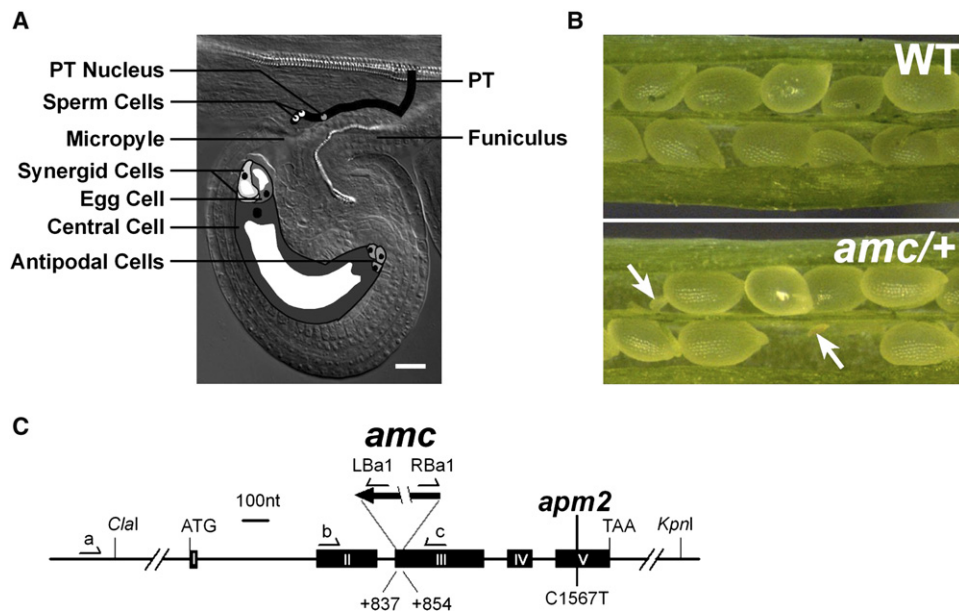 A
PT Nucleus
Sperm Cells
Micropyle
Synergid Cells
Egg Cell
Central Cell
Antipodal Cells
PT
Funiculus
B
WT
amc/+
C
amc
LBa1 RBa1
100nt
apm2
a ClaI ATG b c TAA KpnI
I II III IV V
+837 +854 C1567T